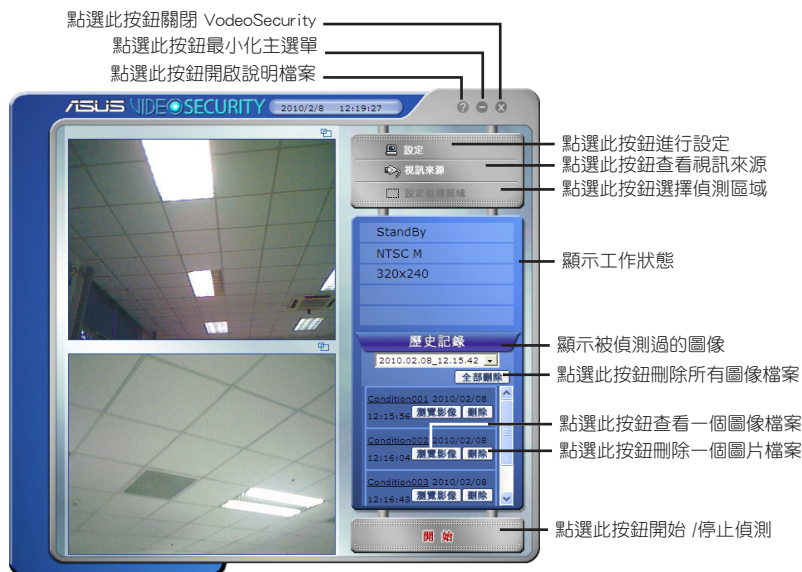 點選此按鈕關閉 VodeoSecurity
點選此按鈕最小化主選單
點選此按鈕開啟說明檔案
ASUS VIDEOSECURITY 2010/2/8 12:19:27
設定
點選此按鈕進行設定
視訊來源
點選此按鈕查看視訊來源
設定偵測區域
點選此按鈕選擇偵測區域
StandBy
NTSC M
320x240
顯示工作狀態
歷史記錄
顯示被偵測過的圖像
2010.02.08_12.15.42
全部刪除
點選此按鈕刪除所有圖像檔案
Condition001 2010/02/08
12:15:56 瀏覽影像 刪除
點選此按鈕查看一個圖像檔案
Condition002 2010/02/08
12:16:04 瀏覽影像 刪除
點選此按鈕刪除一個圖片檔案
Condition003 2010/02/08
12:16:43 瀏覽影像 刪除
開始
點選此按鈕開始 /停止偵測